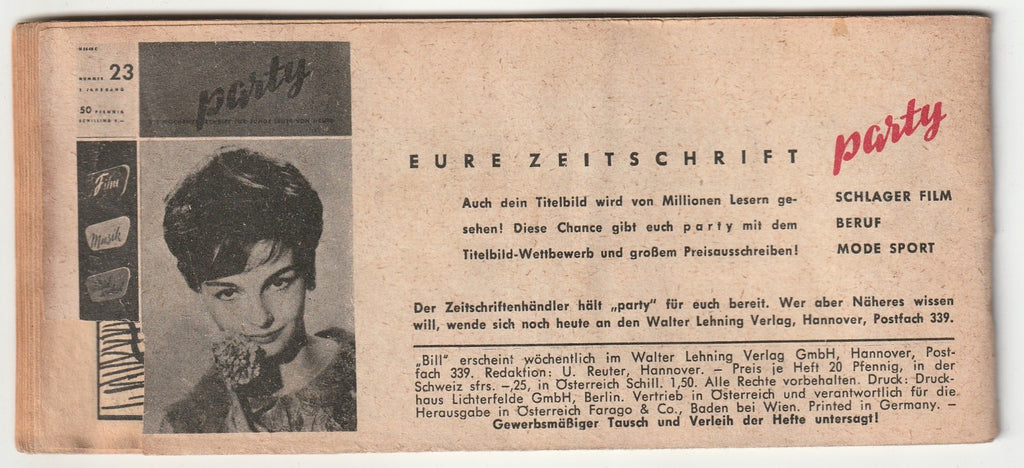 NUMMER 23
50 PFENNIG
party
Film
Musik
EURE ZEITSCHRIFT party
Auch dein Titelbild wird von Millionen Lesern ge-
sehen! Diese Chance gibt euch party mit dem
Titelbild-Wettbewerb und großem Preisausschreiben!
SCHLAGER FILM
BERUF
MODE SPORT
Der Zeitschriftenhändler hält „party“ für euch bereit. Wer aber Näheres wissen
will, wende sich noch heute an den Walter Lehning Verlag, Hannover, Postfach 339.
„Bill“ erscheint wöchentlich im Walter Lehning Verlag GmbH, Hannover, Post-
fach 339. Redaktion: U. Reuter, Hannover. – Preis je Heft 20 Pfennig, in der
Schweiz sfrs. –,25, in Österreich Schill. 1,50. Alle Rechte vorbehalten. Druck: Druck-
haus Lichterfelde GmbH, Berlin. Vertrieb in Österreich und verantwortlich für die
Herausgabe in Österreich Farago & Co., Baden bei Wien. Printed in Germany. –
Gewerbsmäßiger Tausch und Verleih der Hefte untersagt!